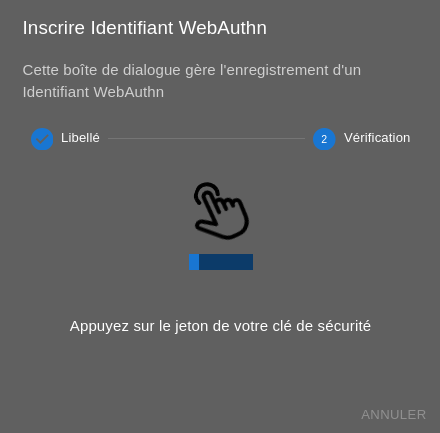 Inscrire Identifiant WebAuthn
Cette boîte de dialogue gère l'enregistrement d'un
Identifiant WebAuthn
Libellé
2 Vérification
Appuyez sur le jeton de votre clé de sécurité
ANNULER